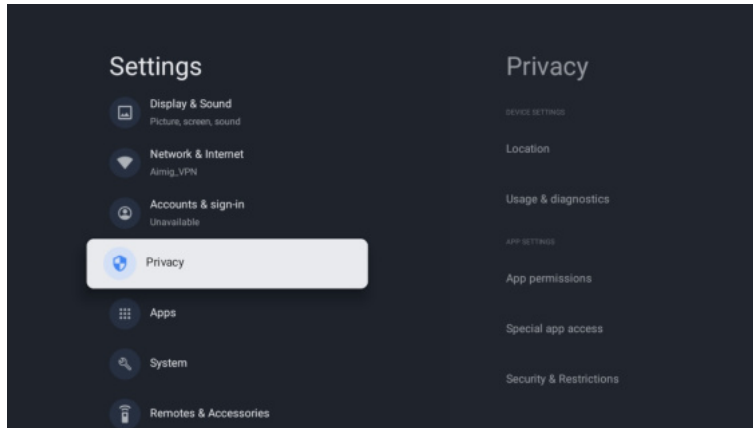 Settings
Display & Sound
Picture, screen, sound
Network & Internet
Aimig_VPN
Accounts & sign-in
Unavailable
Privacy
Apps
System
Remotes & Accessories
Privacy
DEVICE SETTINGS
Location
Usage & diagnostics
APP SETTINGS
App permissions
Special app access
Security & Restrictions